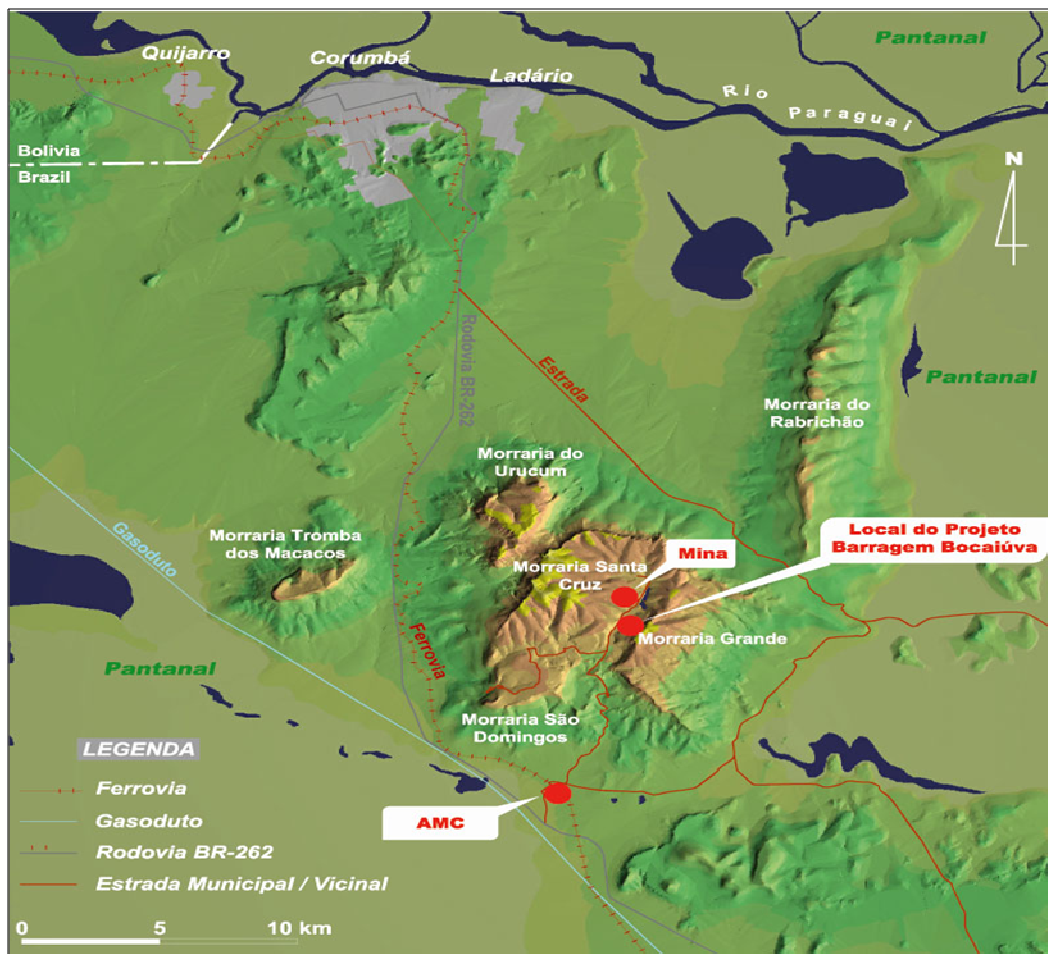 Quijarro
Corumbá
Ladário
Pantanal
Rio Paraguai
Bolivia
Brazil
N
Rodovia BR-262
Estrada
Pantanal
Morraria do
Rabrichão
Morraria do
Urucum
Gasoduto
Morraria Tromba
dos Macacos
Local do Projeto
Barragem Bocaiúva
Mina
Morraria Santa
Cruz
Morraria Grande
Ferrovia
Pantanal
Morraria São
Domingos
AMC
LEGENDA
Ferrovia
Gasoduto
Rodovia BR-262
Estrada Municipal / Vicinal
0 5 10 km